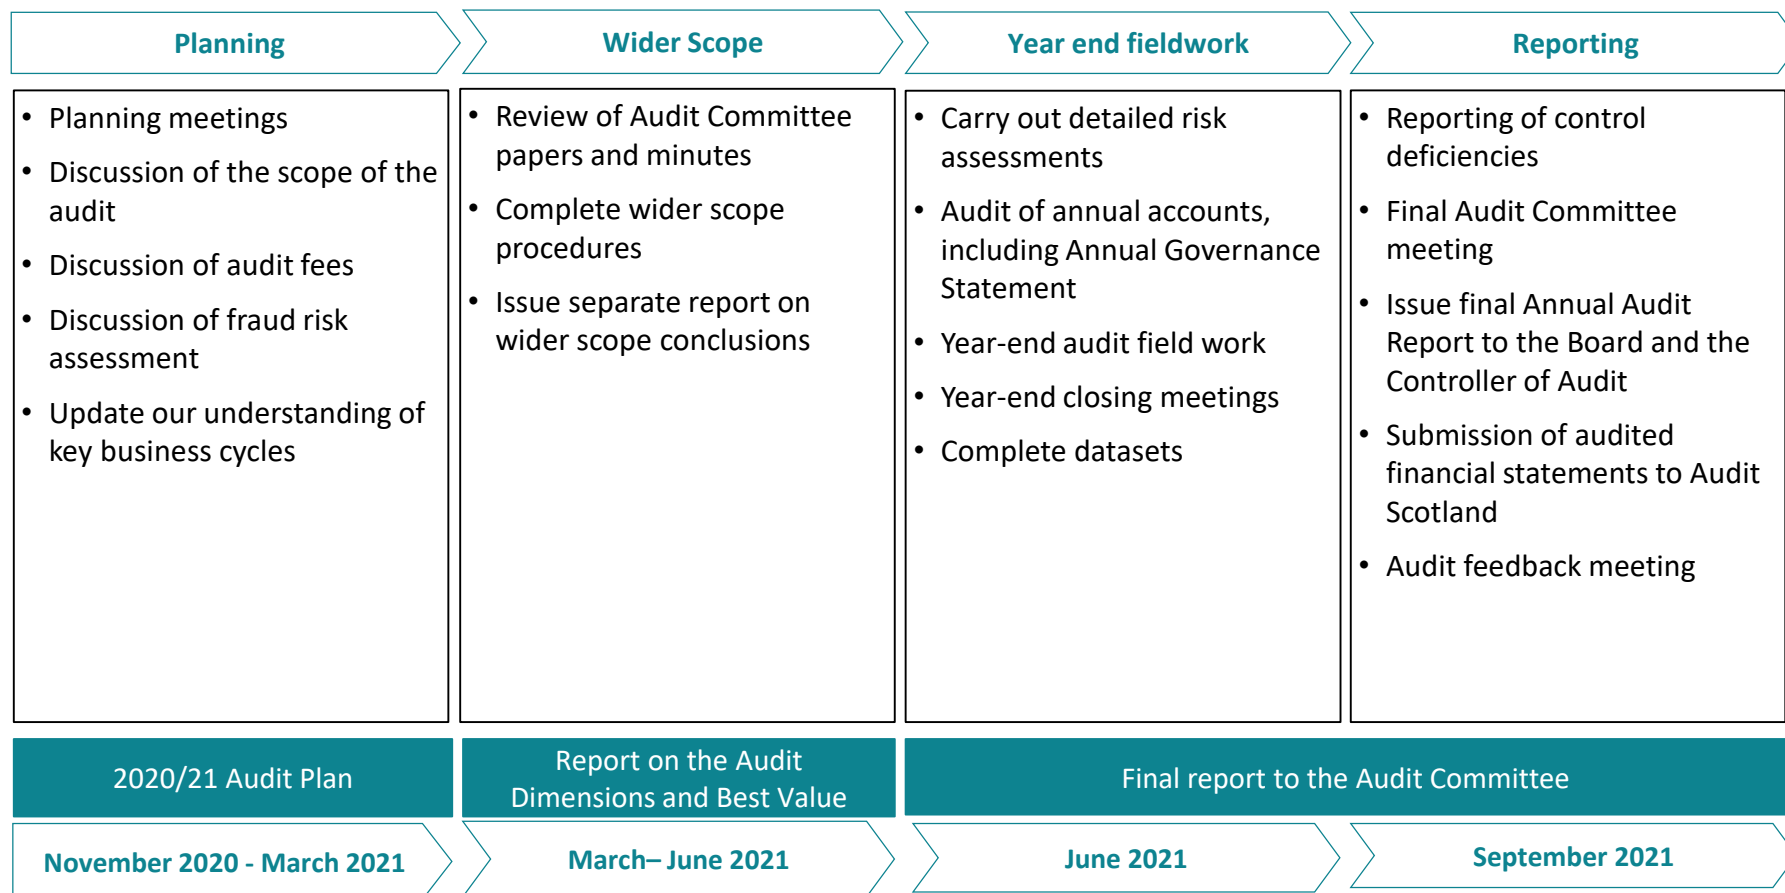 Planning
Wider Scope
Year end fieldwork
Reporting
• Planning meetings
• Discussion of the scope of the
audit
• Discussion of audit fees
• Discussion of fraud risk
assessment
• Update our understanding of
key business cycles
• Review of Audit Committee
papers and minutes
• Complete wider scope
procedures
• Issue separate report on
wider scope conclusions
• Carry out detailed risk
assessments
• Audit of annual accounts,
including Annual Governance
Statement
• Year-end audit field work
• Year-end closing meetings
• Complete datasets
• Reporting of control
deficiencies
• Final Audit Committee
meeting
• Issue final Annual Audit
Report to the Board and the
Controller of Audit
• Submission of audited
financial statements to Audit
Scotland
• Audit feedback meeting
2020/21 Audit Plan
Report on the Audit
Dimensions and Best Value
Final report to the Audit Committee
November 2020 - March 2021
March– June 2021
June 2021
September 2021